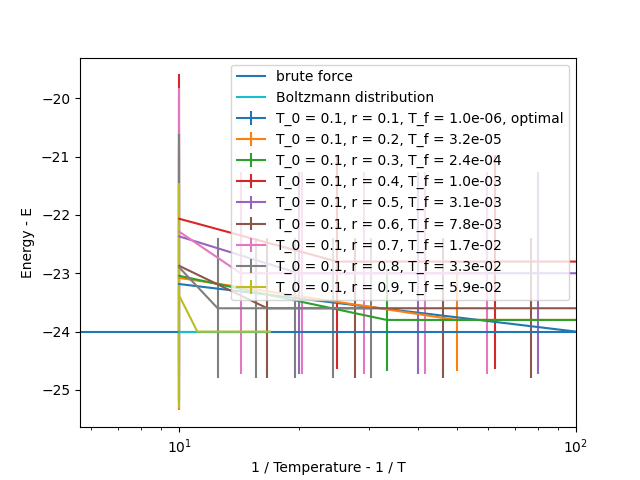 −20
−21
−22
−23
−24
−25
Energy - E
brute force
Boltzmann distribution
T_0 = 0.1, r = 0.1, T_f = 1.0e-06, optimal
T_0 = 0.1, r = 0.2, T_f = 3.2e-05
T_0 = 0.1, r = 0.3, T_f = 2.4e-04
T_0 = 0.1, r = 0.4, T_f = 1.0e-03
T_0 = 0.1, r = 0.5, T_f = 3.1e-03
T_0 = 0.1, r = 0.6, T_f = 7.8e-03
T_0 = 0.1, r = 0.7, T_f = 1.7e-02
T_0 = 0.1, r = 0.8, T_f = 3.3e-02
T_0 = 0.1, r = 0.9, T_f = 5.9e-02
10¹ 10²
1 / Temperature - 1 / T